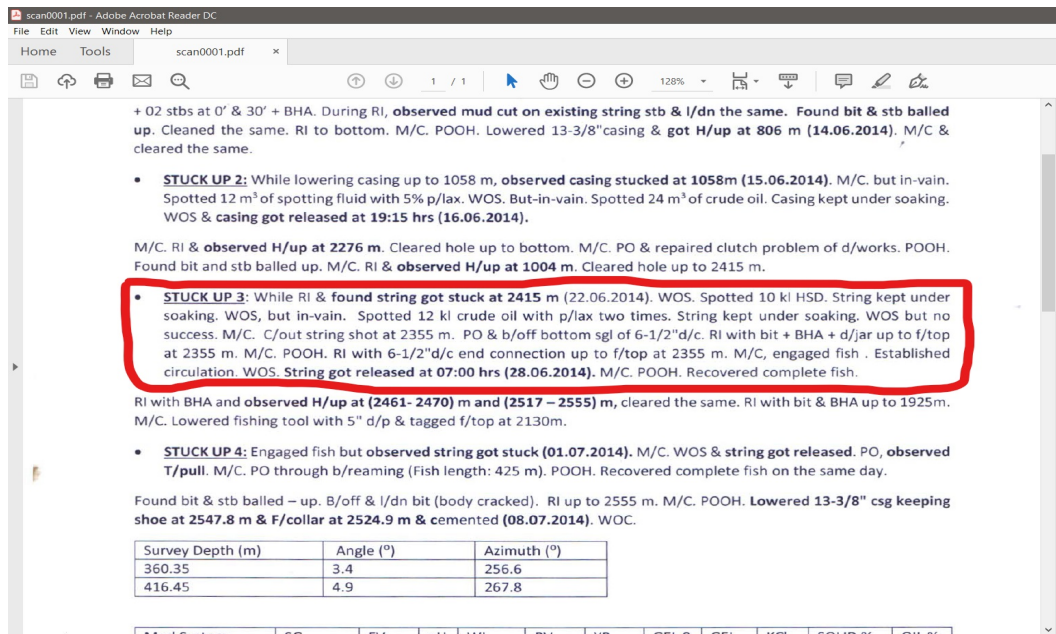 scan0001.pdf - Adobe Acrobat Reader DC
File Edit View Window Help
Home Tools scan0001.pdf ×
1 / 1 128%
+ 02 stbs at 0′ & 30′ + BHA. During RI, observed mud cut on existing string stb & l/dn the same. Found bit & stb balled
up. Cleaned the same. RI to bottom. M/C. POOH. Lowered 13-3/8"casing & got H/up at 806 m (14.06.2014). M/C &
cleared the same.
• STUCK UP 2: While lowering casing up to 1058 m, observed casing stucked at 1058m (15.06.2014). M/C. but in-vain.
Spotted 12 m³ of spotting fluid with 5% p/lax. WOS. But-in-vain. Spotted 24 m³ of crude oil. Casing kept under soaking.
WOS & casing got released at 19:15 hrs (16.06.2014).
M/C. RI & observed H/up at 2276 m. Cleared hole up to bottom. M/C. PO & repaired clutch problem of d/works. POOH.
Found bit and stb balled up. M/C. RI & observed H/up at 1004 m. Cleared hole up to 2415 m.
• STUCK UP 3: While RI & found string got stuck at 2415 m (22.06.2014). WOS. Spotted 10 kl HSD. String kept under
soaking. WOS, but in-vain. Spotted 12 kl crude oil with p/lax two times. String kept under soaking. WOS but no
success. M/C. C/out string shot at 2355 m. PO & b/off bottom sgl of 6-1/2"d/c. RI with bit + BHA + d/jar up to f/top
at 2355 m. M/C. POOH. RI with 6-1/2"d/c end connection up to f/top at 2355 m. M/C, engaged fish . Established
circulation. WOS. String got released at 07:00 hrs (28.06.2014). M/C. POOH. Recovered complete fish.
RI with BHA and observed H/up at (2461- 2470) m and (2517 – 2555) m, cleared the same. RI with bit & BHA up to 1925m.
M/C. Lowered fishing tool with 5" d/p & tagged f/top at 2130m.
• STUCK UP 4: Engaged fish but observed string got stuck (01.07.2014). M/C. WOS & string got released. PO, observed
T/pull. M/C. PO through b/reaming (Fish length: 425 m). POOH. Recovered complete fish on the same day.
Found bit & stb balled – up. B/off & l/dn bit (body cracked). RI up to 2555 m. M/C. POOH. Lowered 13-3/8" csg keeping
shoe at 2547.8 m & F/collar at 2524.9 m & cemented (08.07.2014). WOC.
Survey Depth (m) Angle (⁰) Azimuth (⁰)
360.35 3.4 256.6
416.45 4.9 267.8